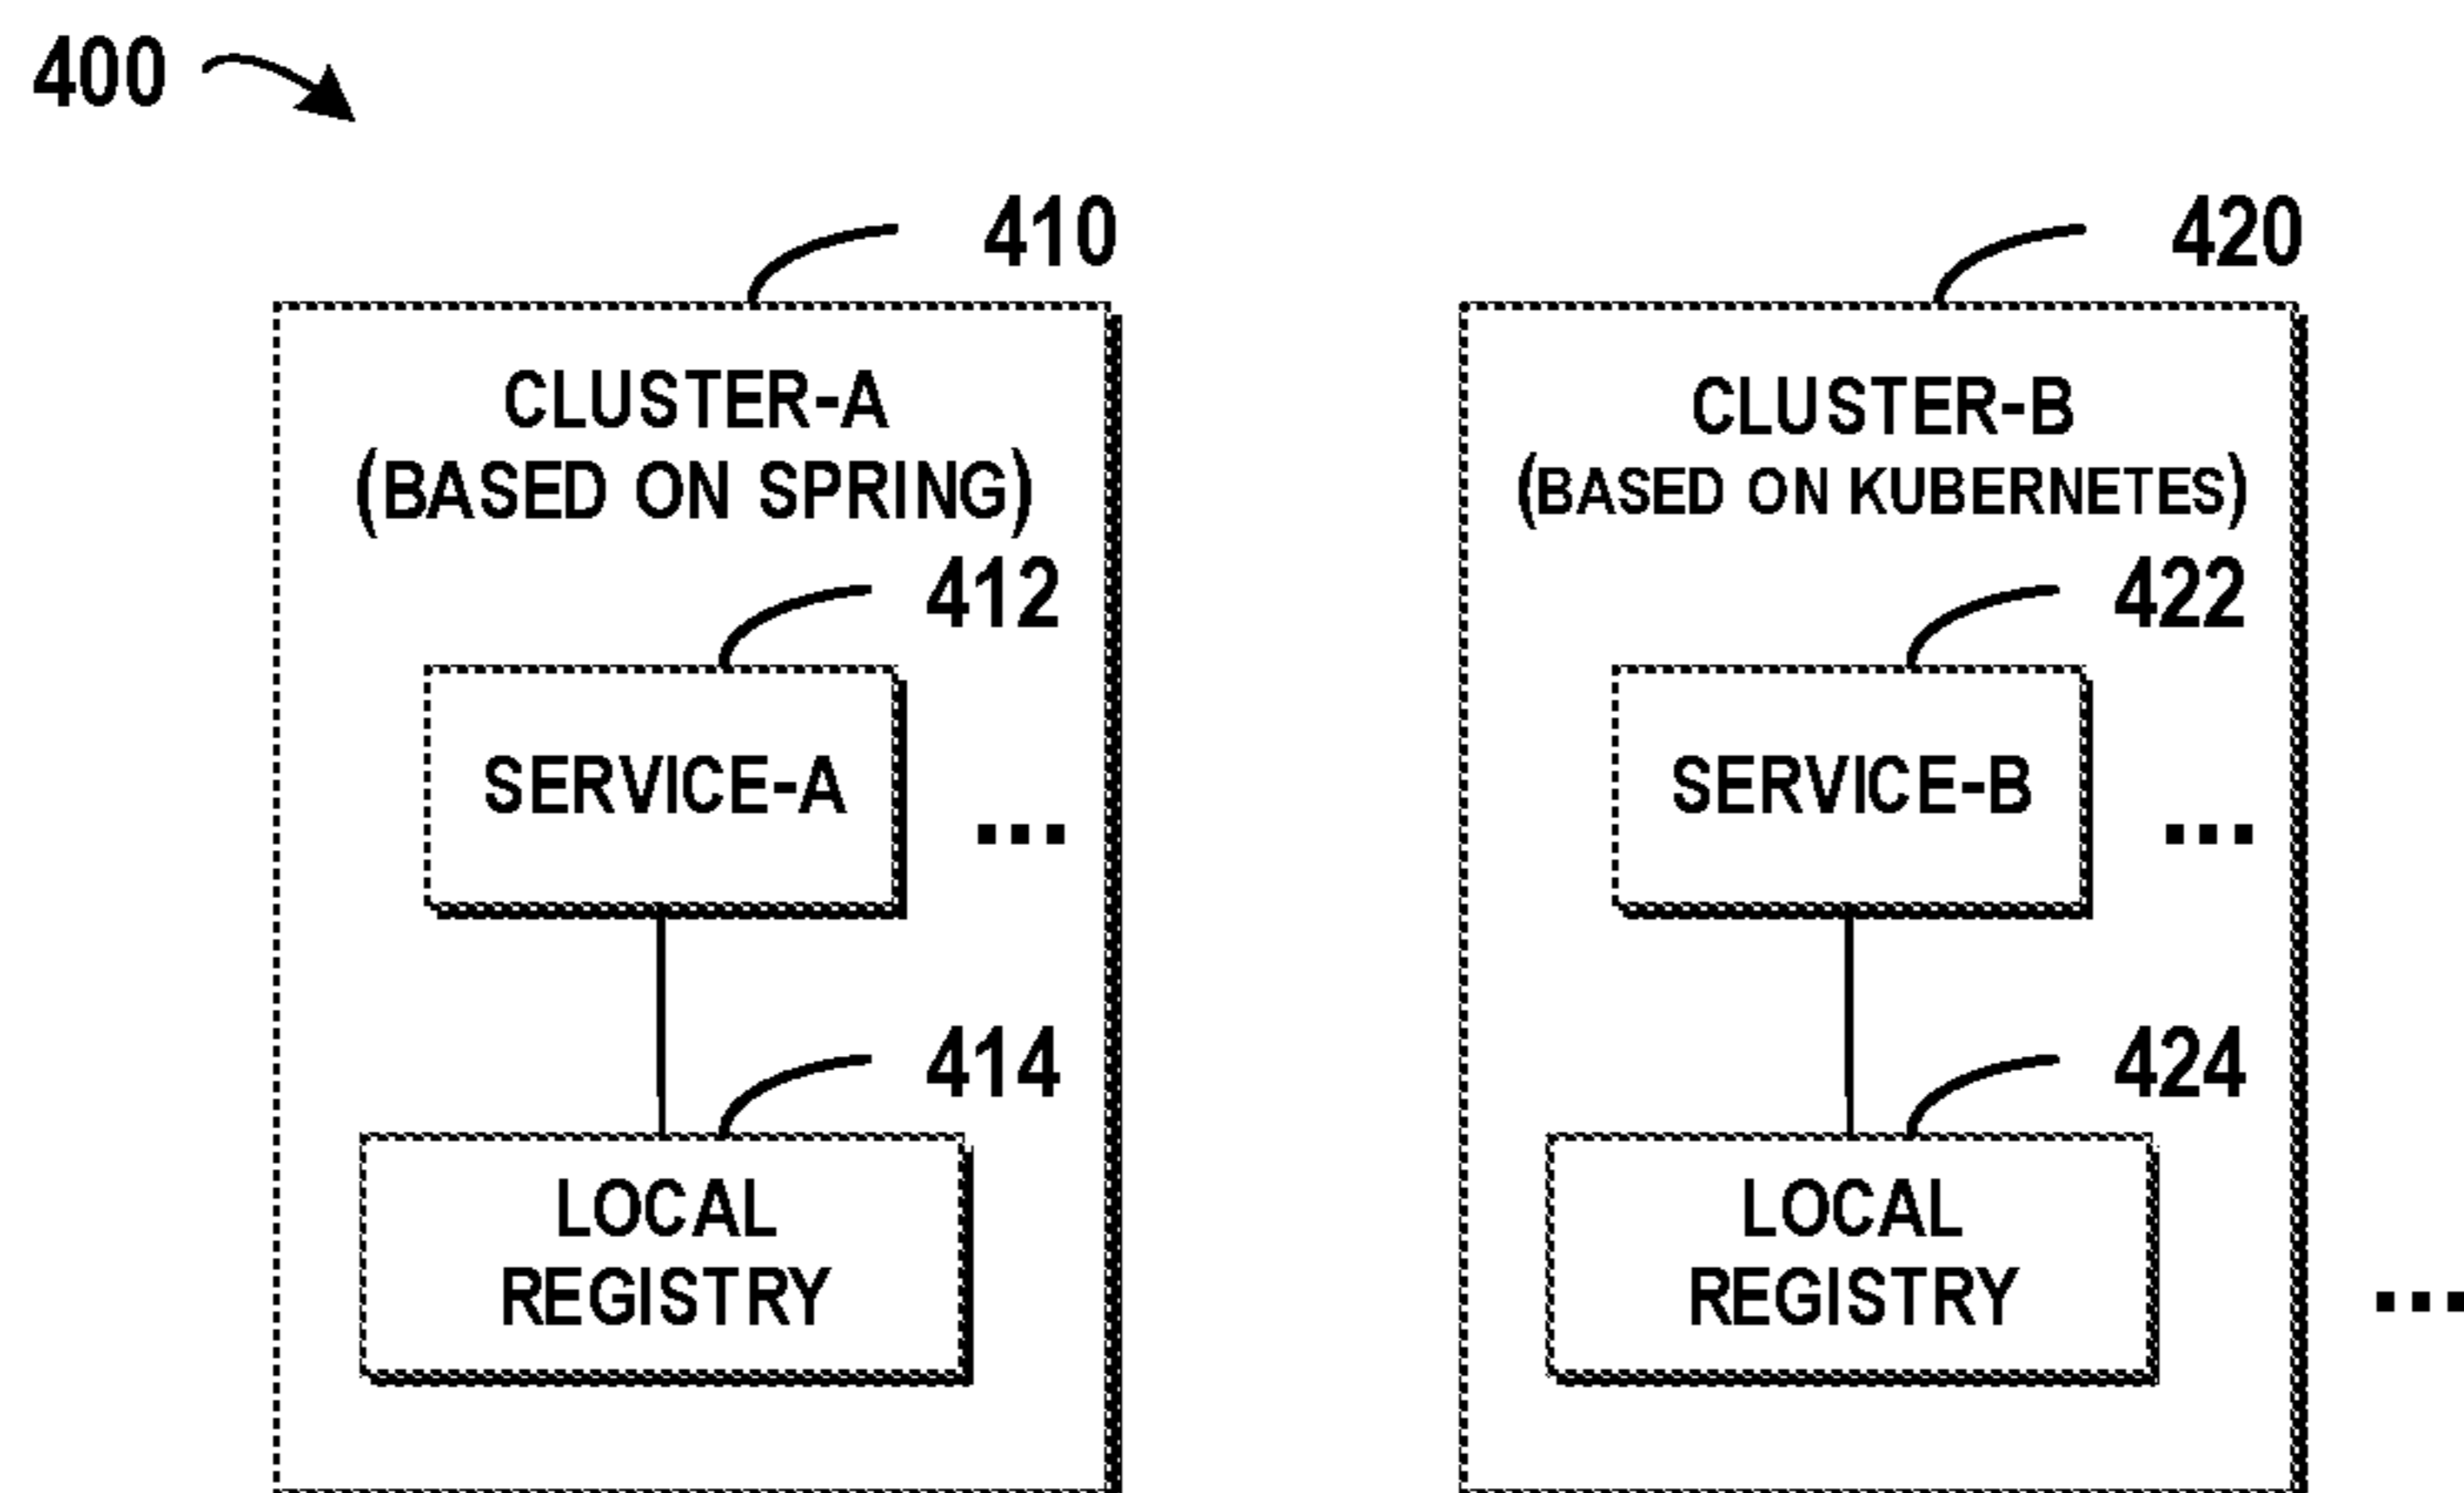 400
410
CLUSTER-A
(BASED ON SPRING)
412
SERVICE-A
...
414
LOCAL
REGISTRY
420
CLUSTER-B
(BASED ON KUBERNETES)
422
SERVICE-B
...
424
LOCAL
REGISTRY
...